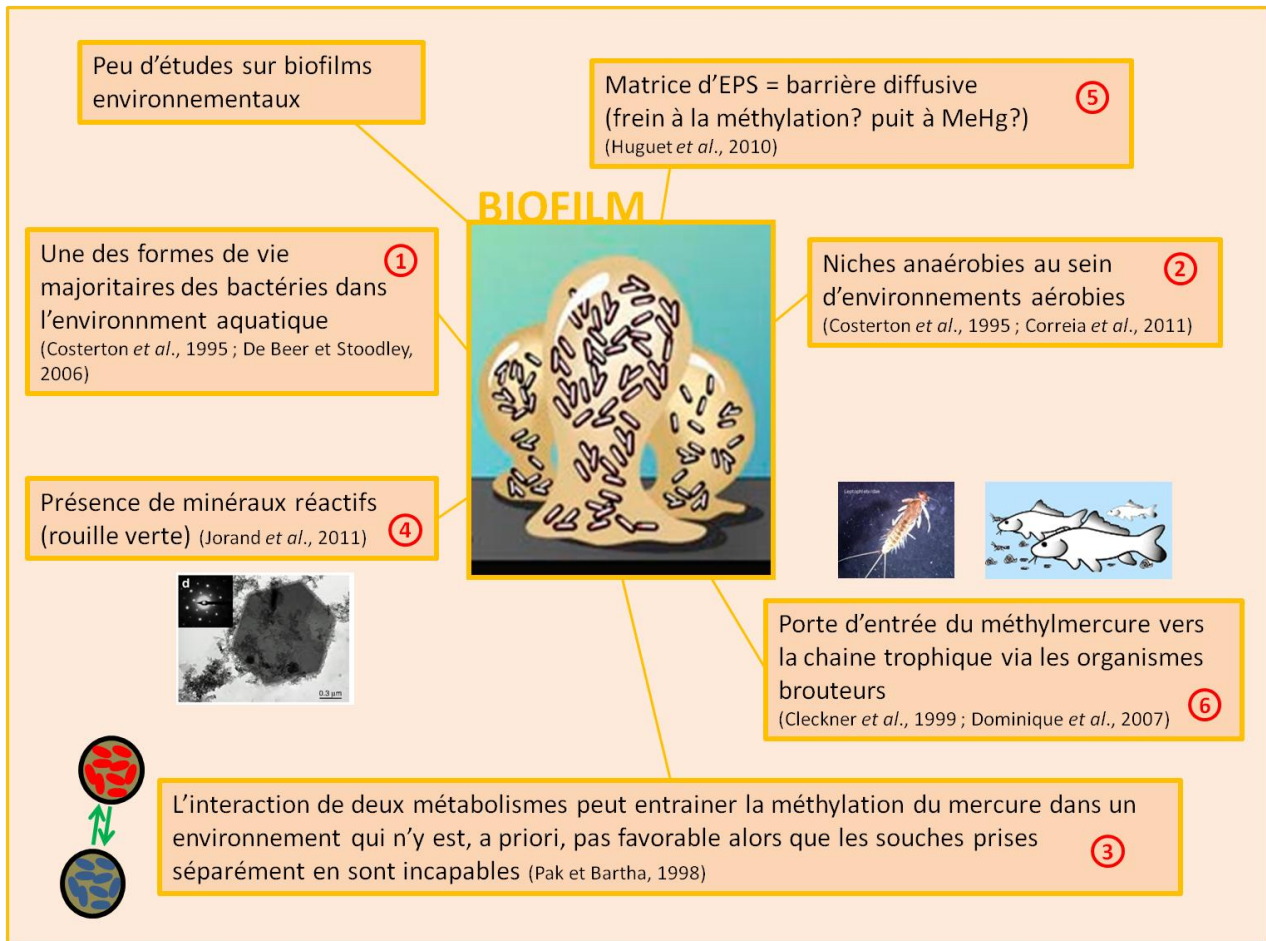 Peu d'études sur biofilms
environnementaux
Matrice d'EPS = barrière diffusive
(frein à la méthylation? puit à MeHg?)
(Huguet et al., 2010)
5
BIOFILM
Une des formes de vie
majoritaires des bactéries dans
l'environnment aquatique
(Costerton et al., 1995 ; De Beer et Stoodley,
2006)
1
Niches anaérobies au sein
d'environnements aérobies
(Costerton et al., 1995 ; Correia et al., 2011)
2
Présence de minéraux réactifs
(rouille verte) (Jorand et al., 2011)
4
d
0.3 µm
Leptophlebiidae
Porte d'entrée du méthylmercure vers
la chaine trophique via les organismes
brouteurs
(Cleckner et al., 1999 ; Dominique et al., 2007)
6
L'interaction de deux métabolismes peut entrainer la méthylation du mercure dans un
environnement qui n'y est, a priori, pas favorable alors que les souches prises
séparément en sont incapables (Pak et Bartha, 1998)
3